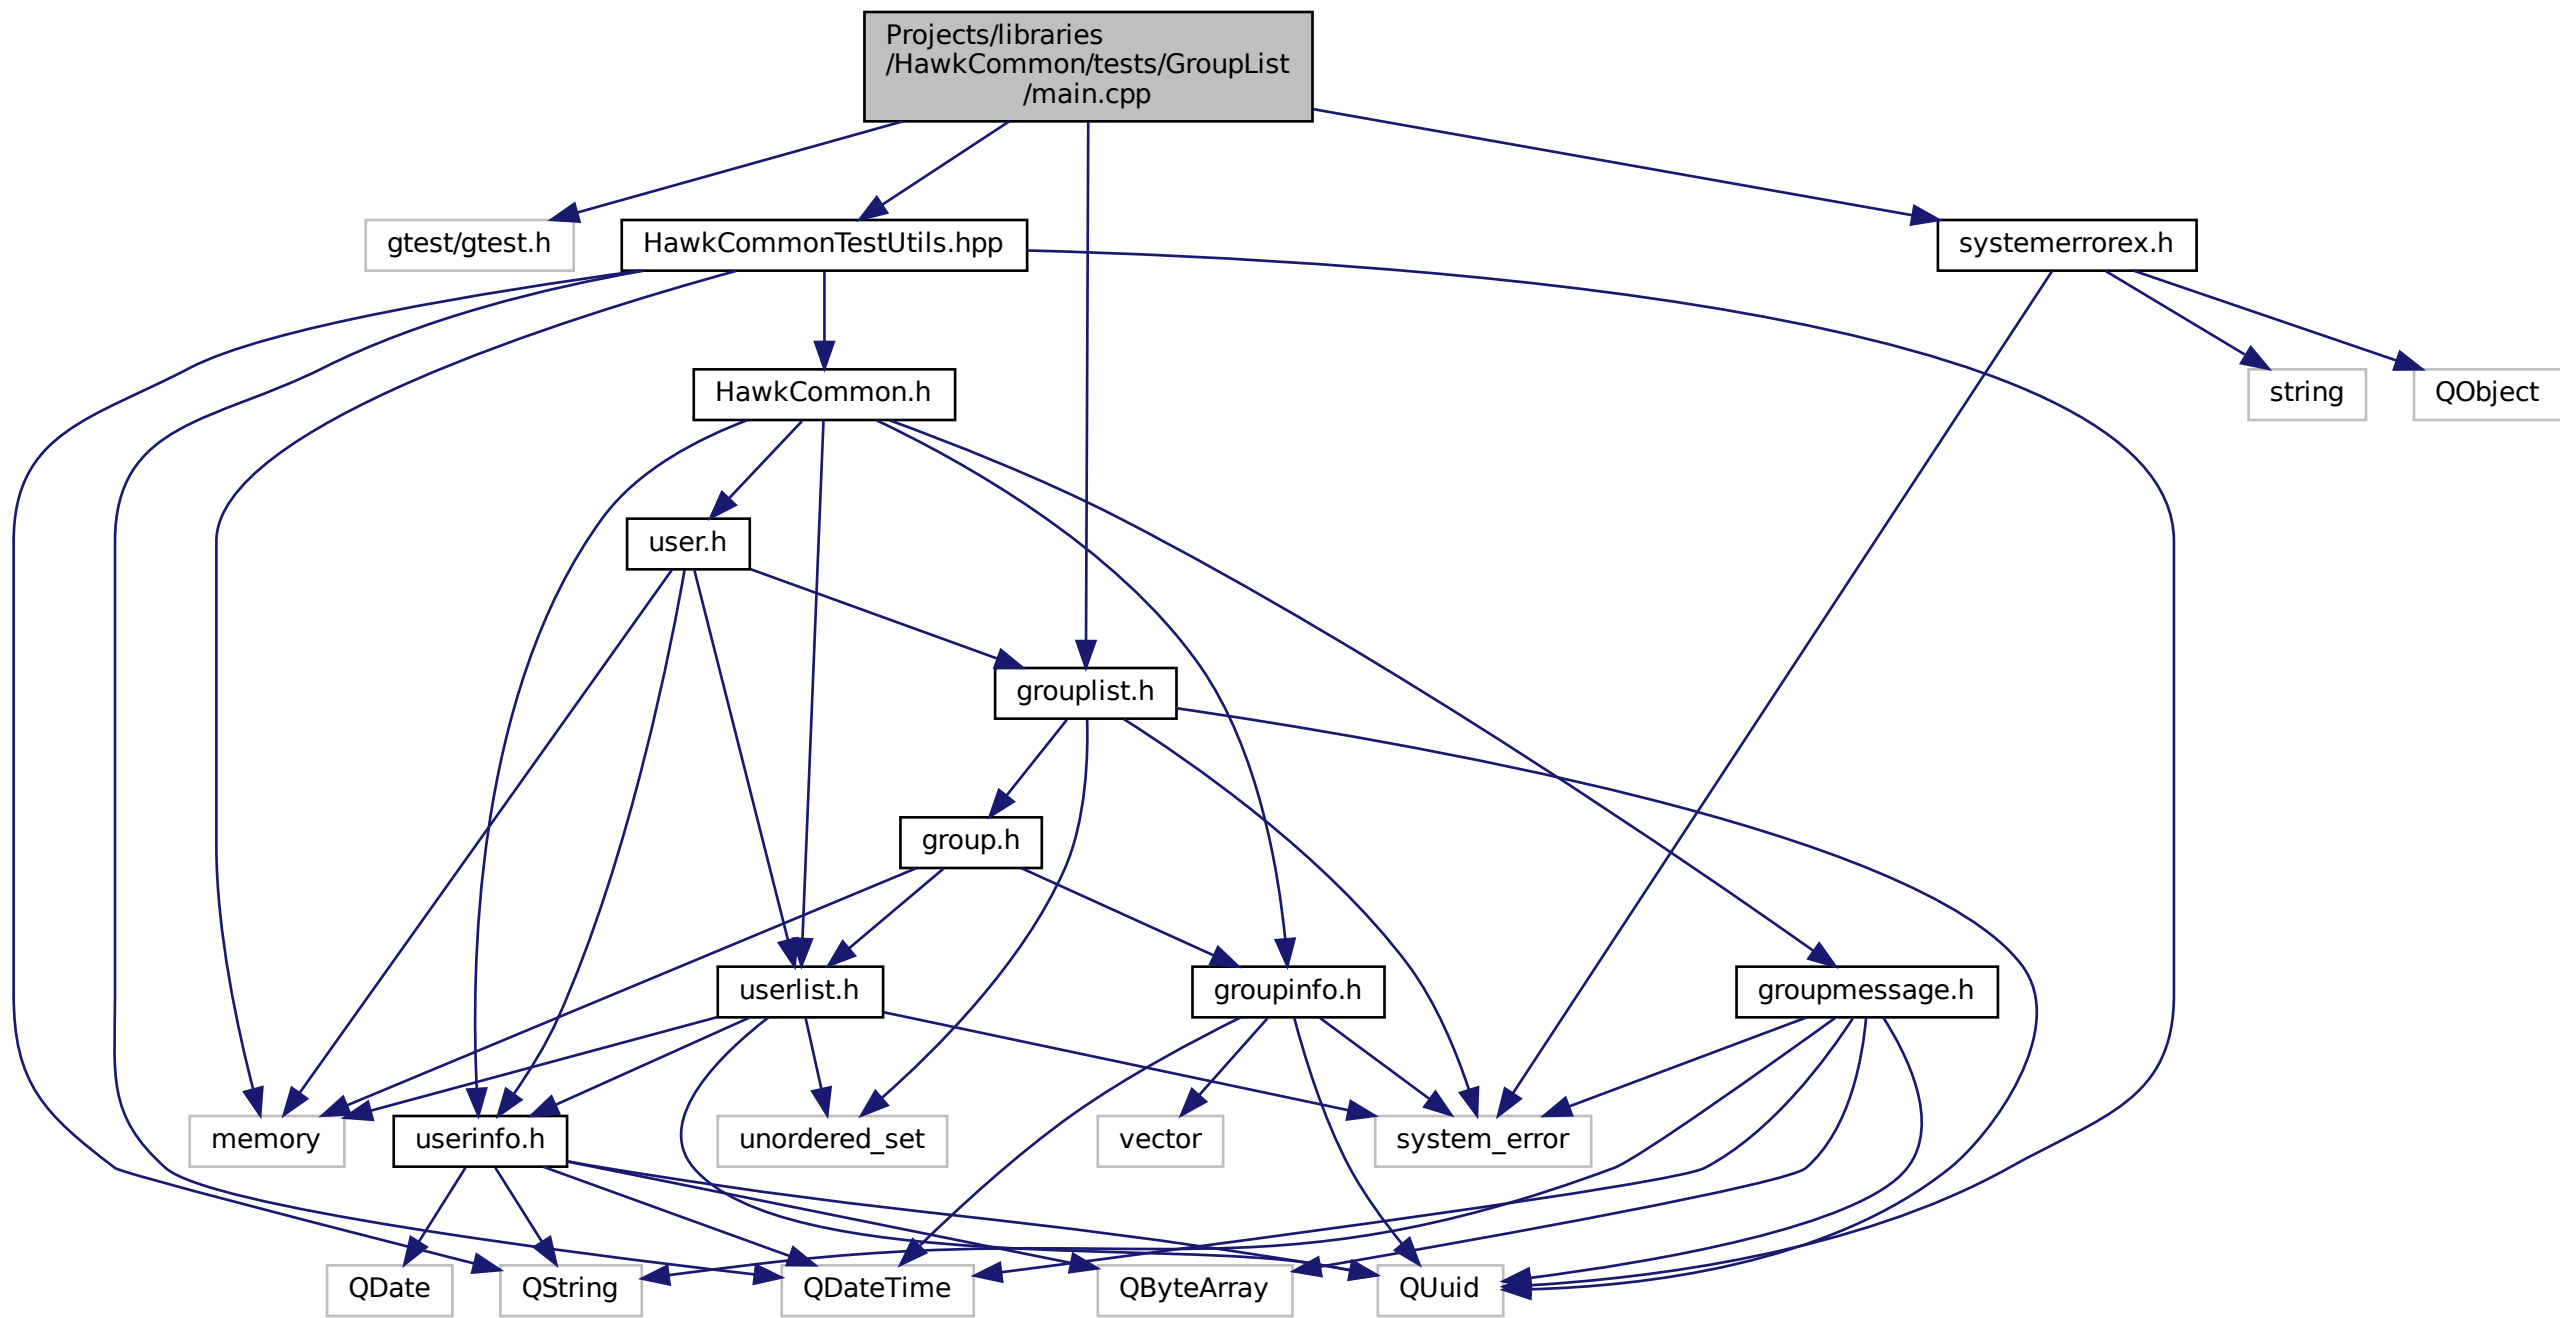 Projects/libraries
/HawkCommon/tests/GroupList
/main.cpp
gtest/gtest.h
HawkCommonTestUtils.hpp
systemerrorex.h
HawkCommon.h
string
QObject
user.h
grouplist.h
group.h
userlist.h
groupinfo.h
groupmessage.h
memory
userinfo.h
unordered_set
vector
system_error
QDate
QString
QDateTime
QByteArray
QUuid